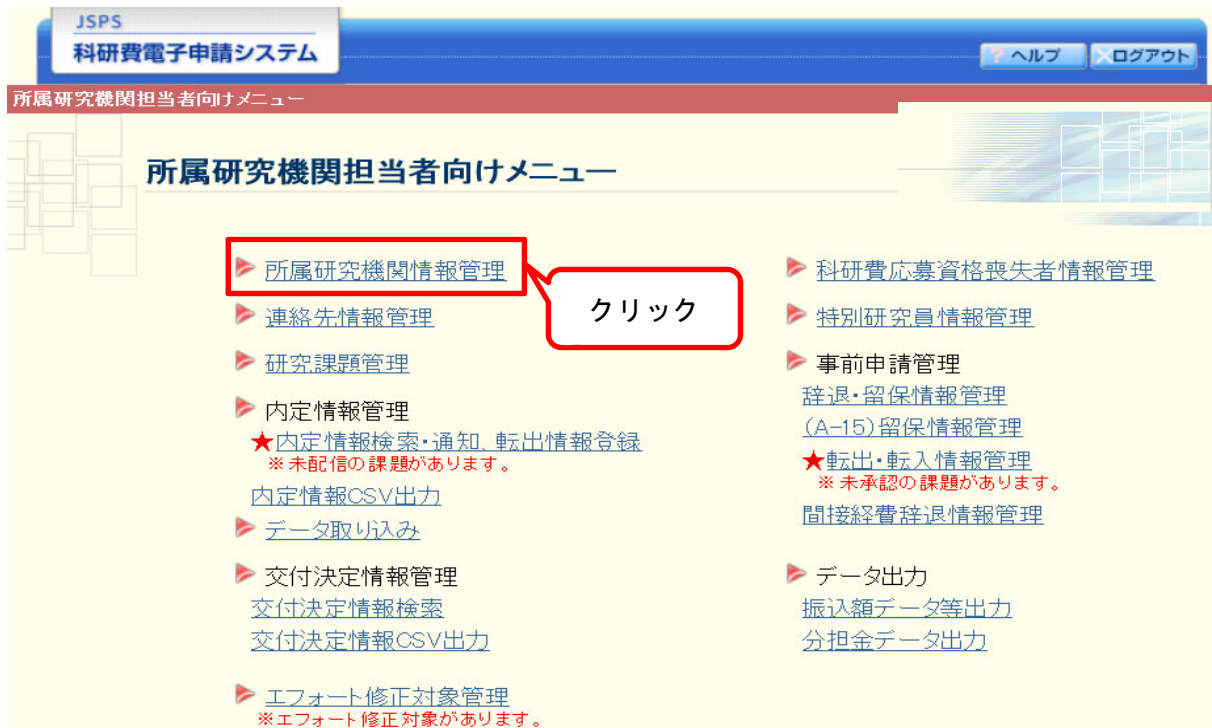 JSPS
科研費電子申請システム
? ヘルプ
×ログアウト
所属研究機関担当者向けメニュー
所属研究機関担当者向けメニュー
所属研究機関情報管理
クリック
連絡先情報管理
研究課題管理
内定情報管理
★内定情報検索・通知、転出情報登録
※未配信の課題があります。
内定情報CSV出力
データ取り込み
交付決定情報管理
交付決定情報検索
交付決定情報CSV出力
エフォート修正対象管理
※エフォート修正対象があります。
科研費応募資格喪失者情報管理
特別研究員情報管理
事前申請管理
辞退・留保情報管理
(A-15)留保情報管理
★転出・転入情報管理
※未承認の課題があります。
間接経費辞退情報管理
データ出力
振込額データ等出力
分担金データ出力